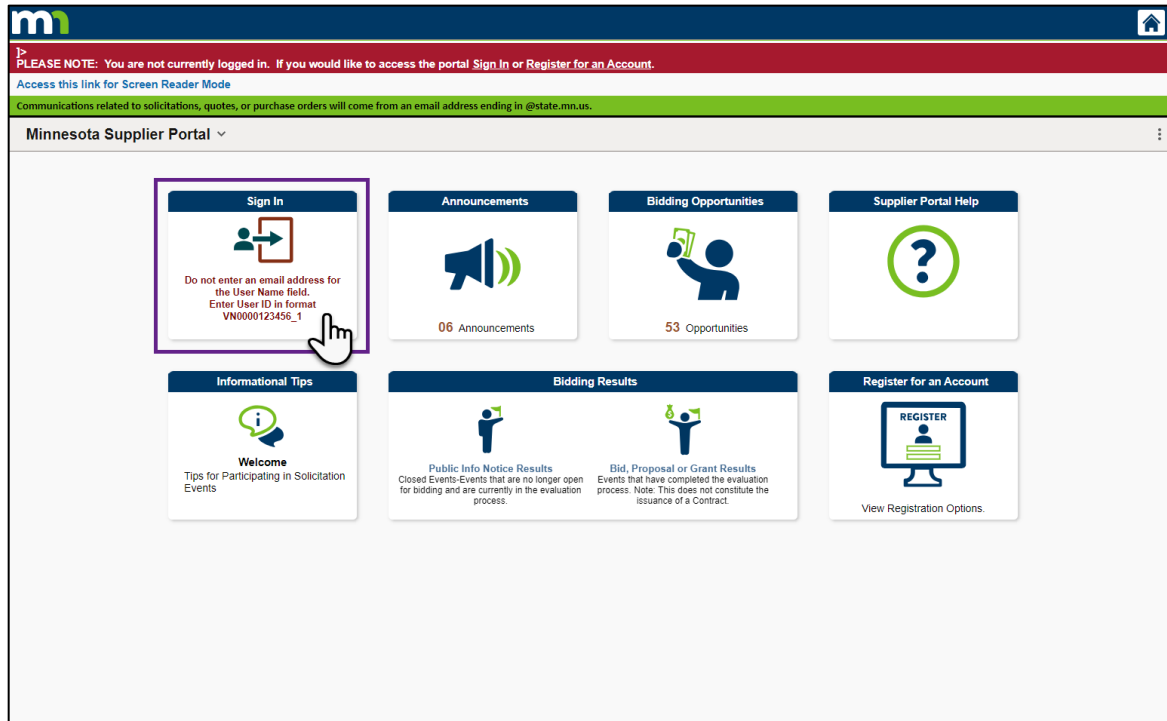 mn
]>
PLEASE NOTE: You are not currently logged in. If you would like to access the portal Sign In or Register for an Account.
Access this link for Screen Reader Mode
Communications related to solicitations, quotes, or purchase orders will come from an email address ending in @state.mn.us.
Minnesota Supplier Portal
Sign In
Do not enter an email address for
the User Name field.
Enter User ID in format
VN0000123456_1
Announcements
06 Announcements
Bidding Opportunities
53 Opportunities
Supplier Portal Help
?
Informational Tips
i
Welcome
Tips for Participating in Solicitation
Events
Bidding Results
Public Info Notice Results
Closed Events-Events that are no longer open
for bidding and are currently in the evaluation
process.
$
Bid, Proposal or Grant Results
Events that have completed the evaluation
process. Note: This does not constitute the
issuance of a Contract.
Register for an Account
REGISTER
View Registration Options.